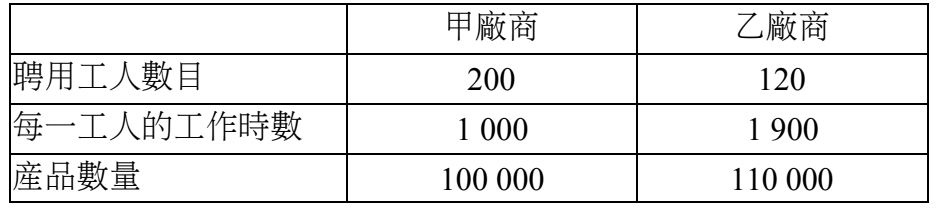 甲廠商 乙廠商
聘用工人數目 200 120
每一工人的工作時數 1 000 1 900
產品數量 100 000 110 000